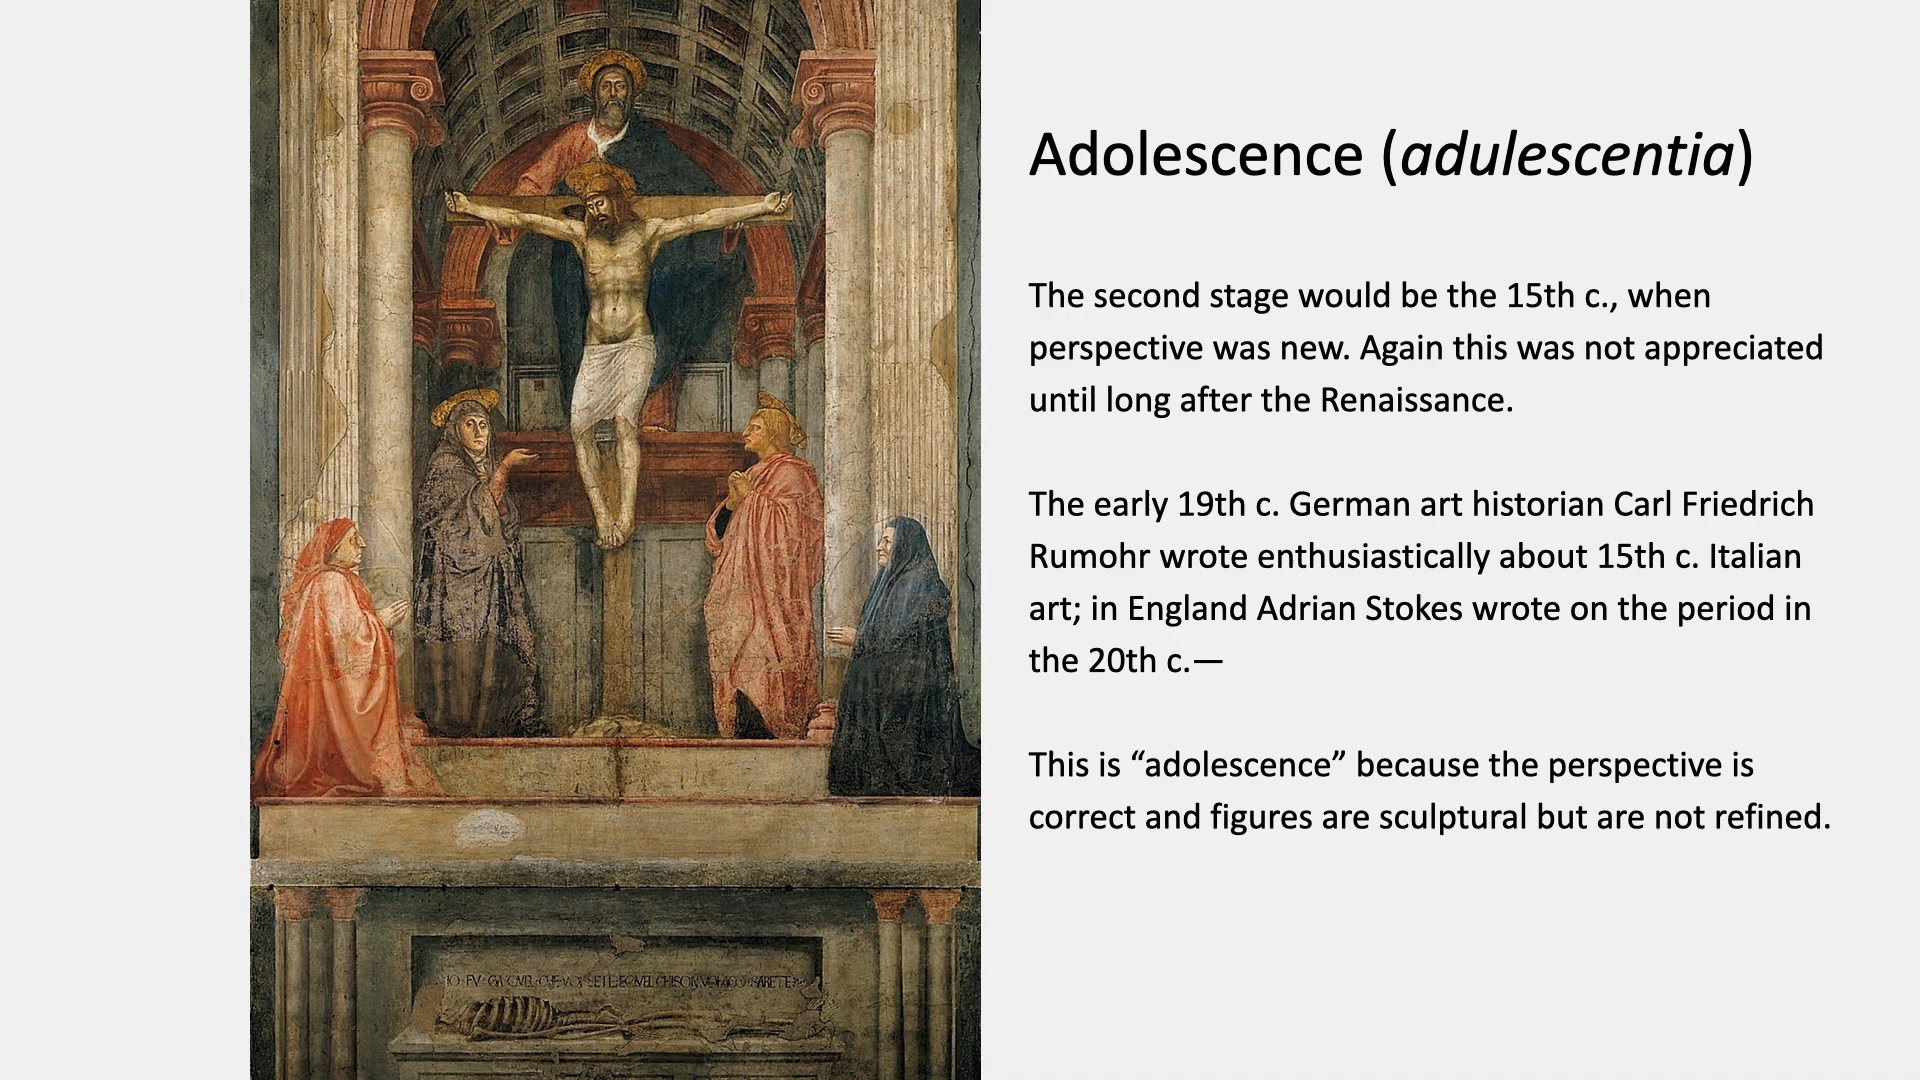 Adolescence (adulescentia)
The second stage would be the 15th c., when
perspective was new. Again this was not appreciated
until long after the Renaissance.
The early 19th c. German art historian Carl Friedrich
Rumohr wrote enthusiastically about 15th c. Italian
art; in England Adrian Stokes wrote on the period in
the 20th c.—
This is “adolescence” because the perspective is
correct and figures are sculptural but are not refined.
IO·FV·